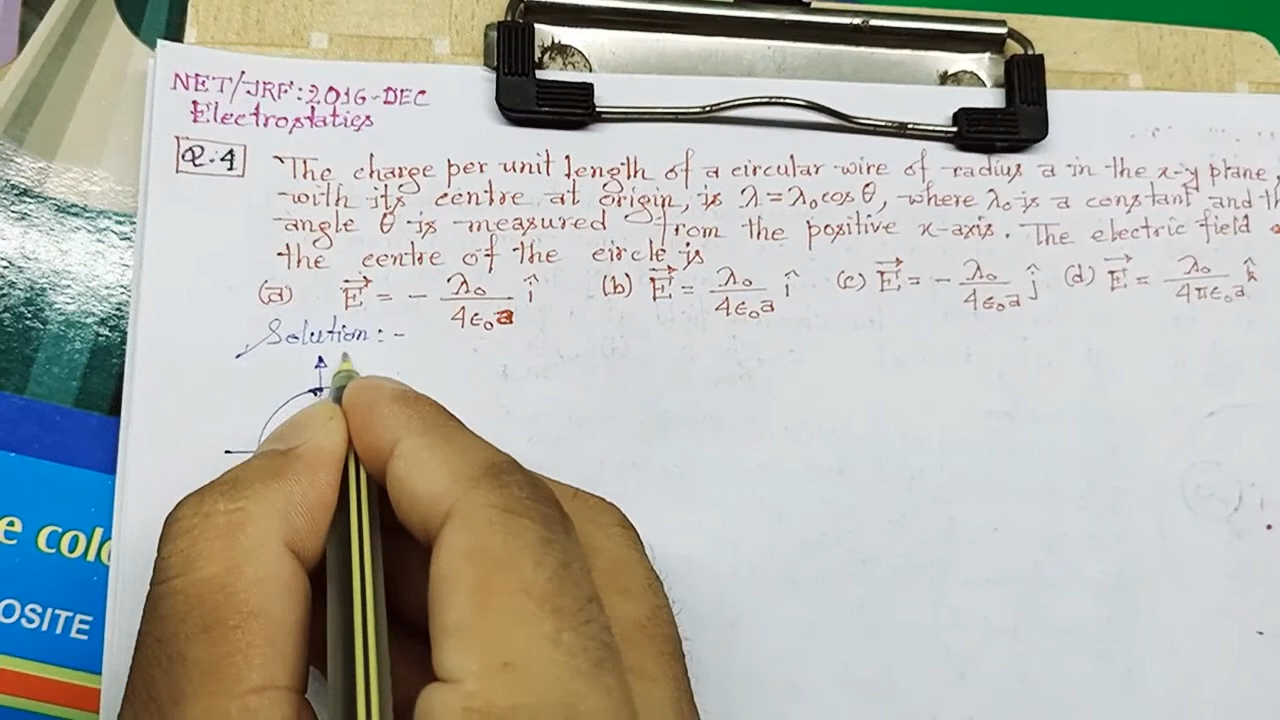 NET/JRF:2016-DEC
Electrostatics
Q.4 The charge per unit length of a circular wire of radius a in the x-y plane,
with its centre at origin, is λ=λ₀cosθ, where λ₀ is a constant and
angle θ is measured from the positive x-axis. The electric field
the centre of the circle is
(a) E⃗ = - λ₀/4ϵ₀a î (b) E⃗ = λ₀/4ϵ₀a î (c) E⃗ = - λ₀/4ϵ₀a ĵ (d) E⃗ = λ₀/4πϵ₀a k̂
Solution:-
e colo
OSITE